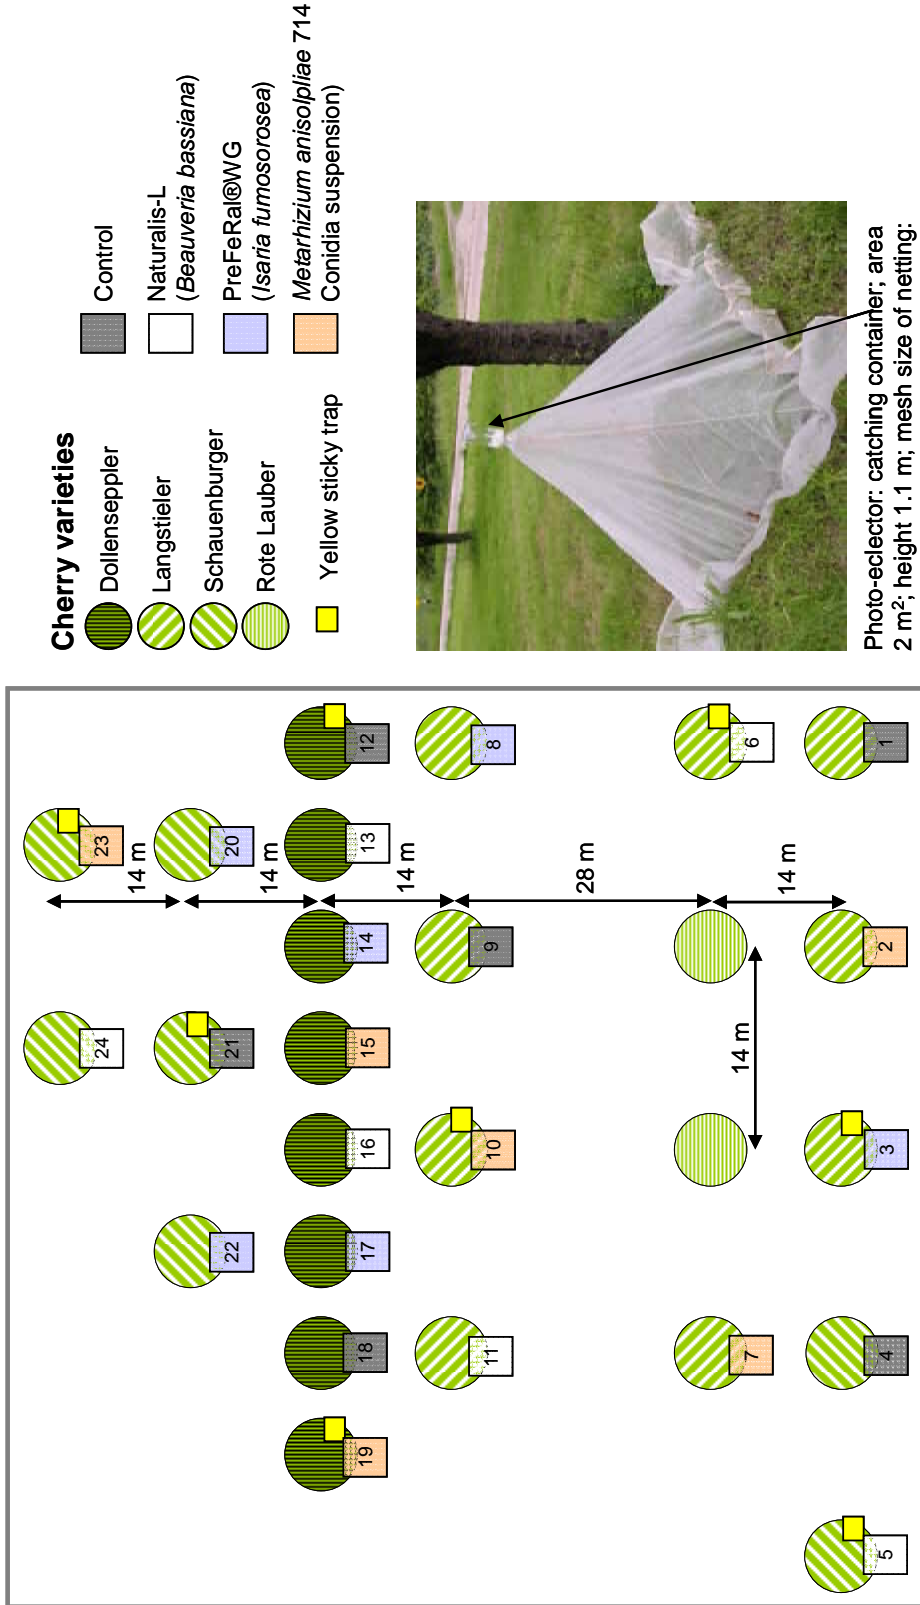 Cherry varieties
Dollenseppler
Langstieler
Schauenburger
Rote Lauber
Yellow sticky trap
Control
Naturalis-L
(Beauveria bassiana)
PreFeRal®WG
(Isaria fumosorosea)
Metarhizium anisolpliae 714
Conidia suspension)
Photo-eclector: catching container; area
2 m²; height 1.1 m; mesh size of netting:
24
23
22
21
20
14 m
14 m
19
18
17
16
15
14
13
12
14 m
11
10
9
8
28 m
7
6
14 m
14 m
5
4
3
2
1